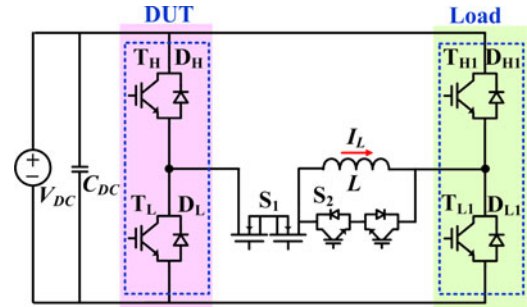 DUT
Load
T_H D_H
T_H1 D_H1
I_L
L
V_DC
C_DC
T_L D_L
S_1
S_2
T_L1 D_L1